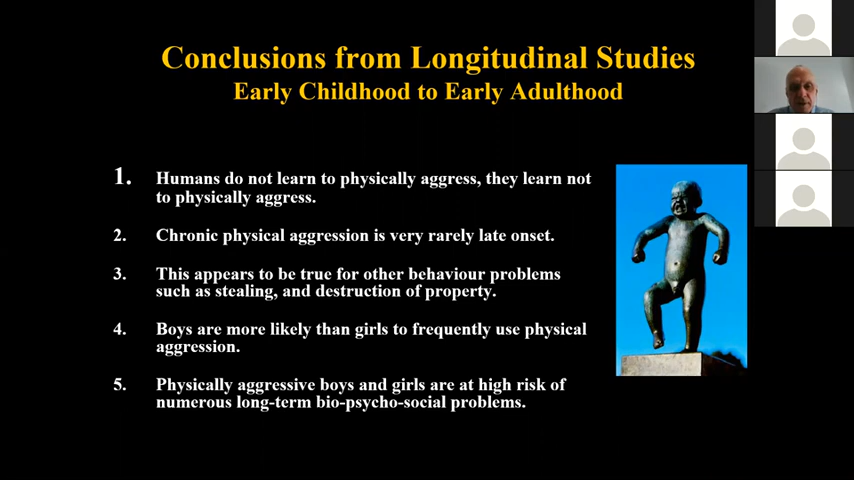 Conclusions from Longitudinal Studies
Early Childhood to Early Adulthood
1. Humans do not learn to physically aggress, they learn not
to physically aggress.
2. Chronic physical aggression is very rarely late onset.
3. This appears to be true for other behaviour problems
such as stealing, and destruction of property.
4. Boys are more likely than girls to frequently use physical
aggression.
5. Physically aggressive boys and girls are at high risk of
numerous long-term bio-psycho-social problems.